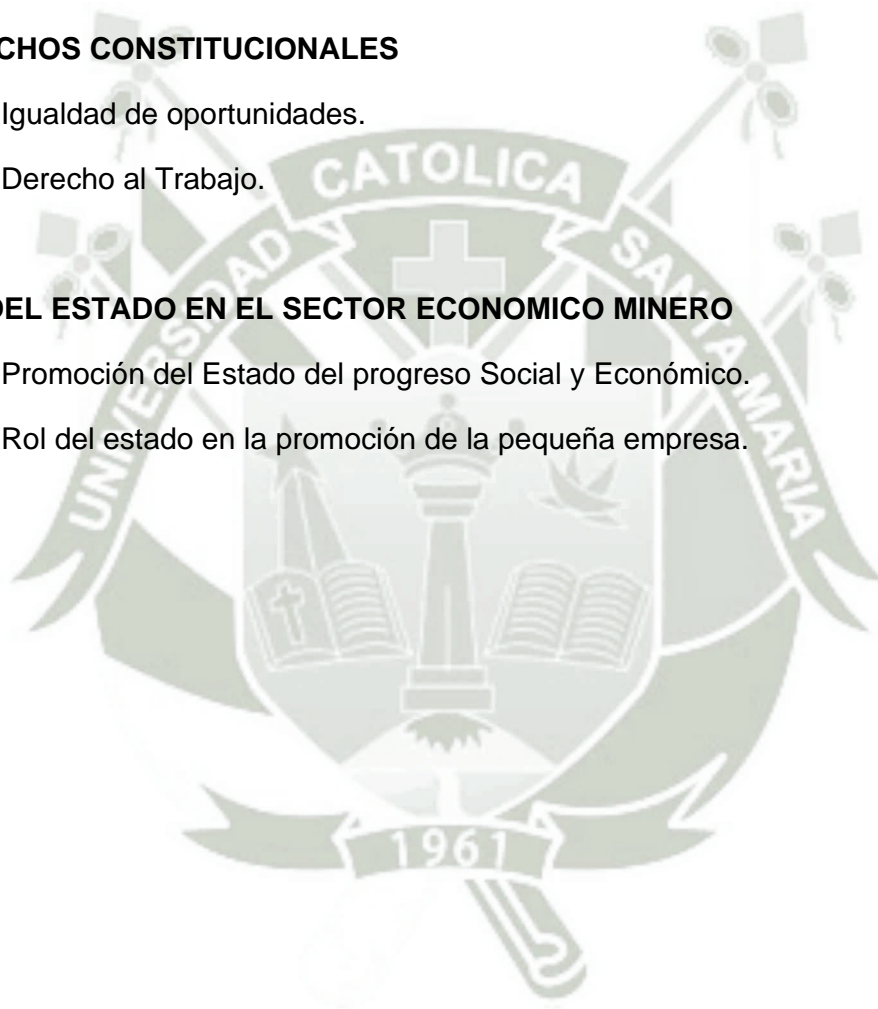 CHOS CONSTITUCIONALES
Igualdad de oportunidades.
Derecho al Trabajo.
UNIVERSIDAD CATOLICA SANTA MARIA
DEL ESTADO EN EL SECTOR ECONOMICO MINERO
Promoción del Estado del progreso Social y Económico.
Rol del estado en la promoción de la pequeña empresa.
1961